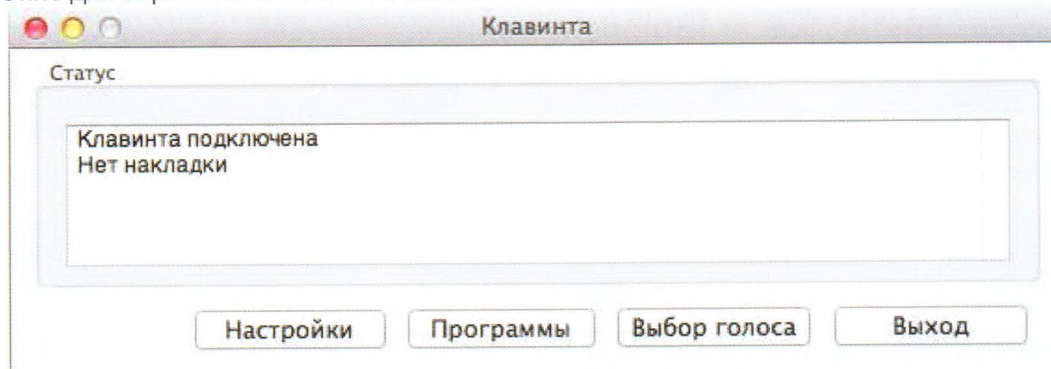 Клавинта
Статус
Клавинта подключена
Нет накладки
Настройки
Программы
Выбор голоса
Выход